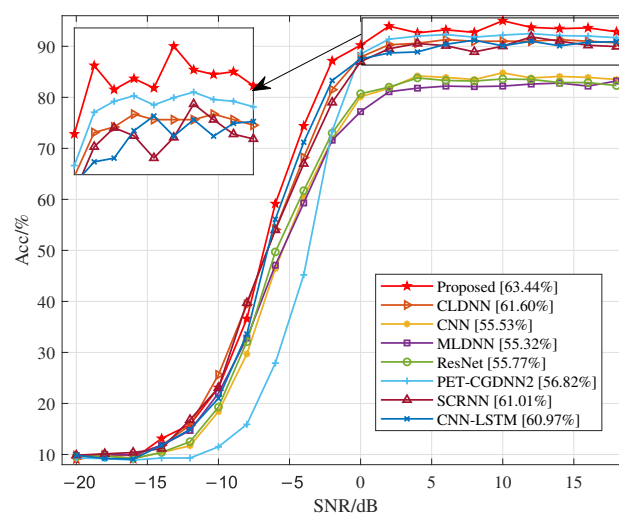 90
80
70
60
50
40
30
20
10
Acc/%
Proposed [63.44%]
CLDNN [61.60%]
CNN [55.53%]
MLDNN [55.32%]
ResNet [55.77%]
PET-CGDNN2 [56.82%]
SCRNN [61.01%]
CNN-LSTM [60.97%]
−20 −15 −10 −5 0 5 10 15
SNR/dB